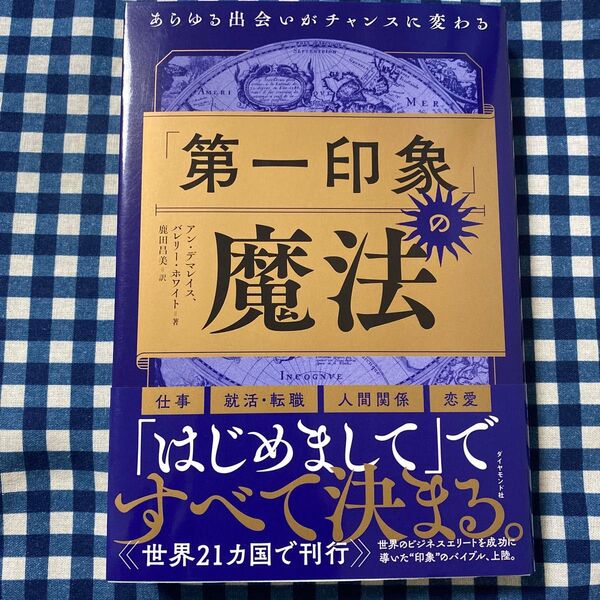 あらゆる出会いがチャンスに変わる
AMERI
MER
「第一印象」
の
魔法
アン・デマレイス、
バレリー・ホワイト=著
鹿田昌美=訳
INCOGNVE
仕事
就活・転職
人間関係
恋愛
「はじめまして」で
すべて決まる。
ダイヤモンド社
《世界21カ国で刊行》
世界のビジネスエリートを成功に
導いた“印象”のバイブル、上陸。